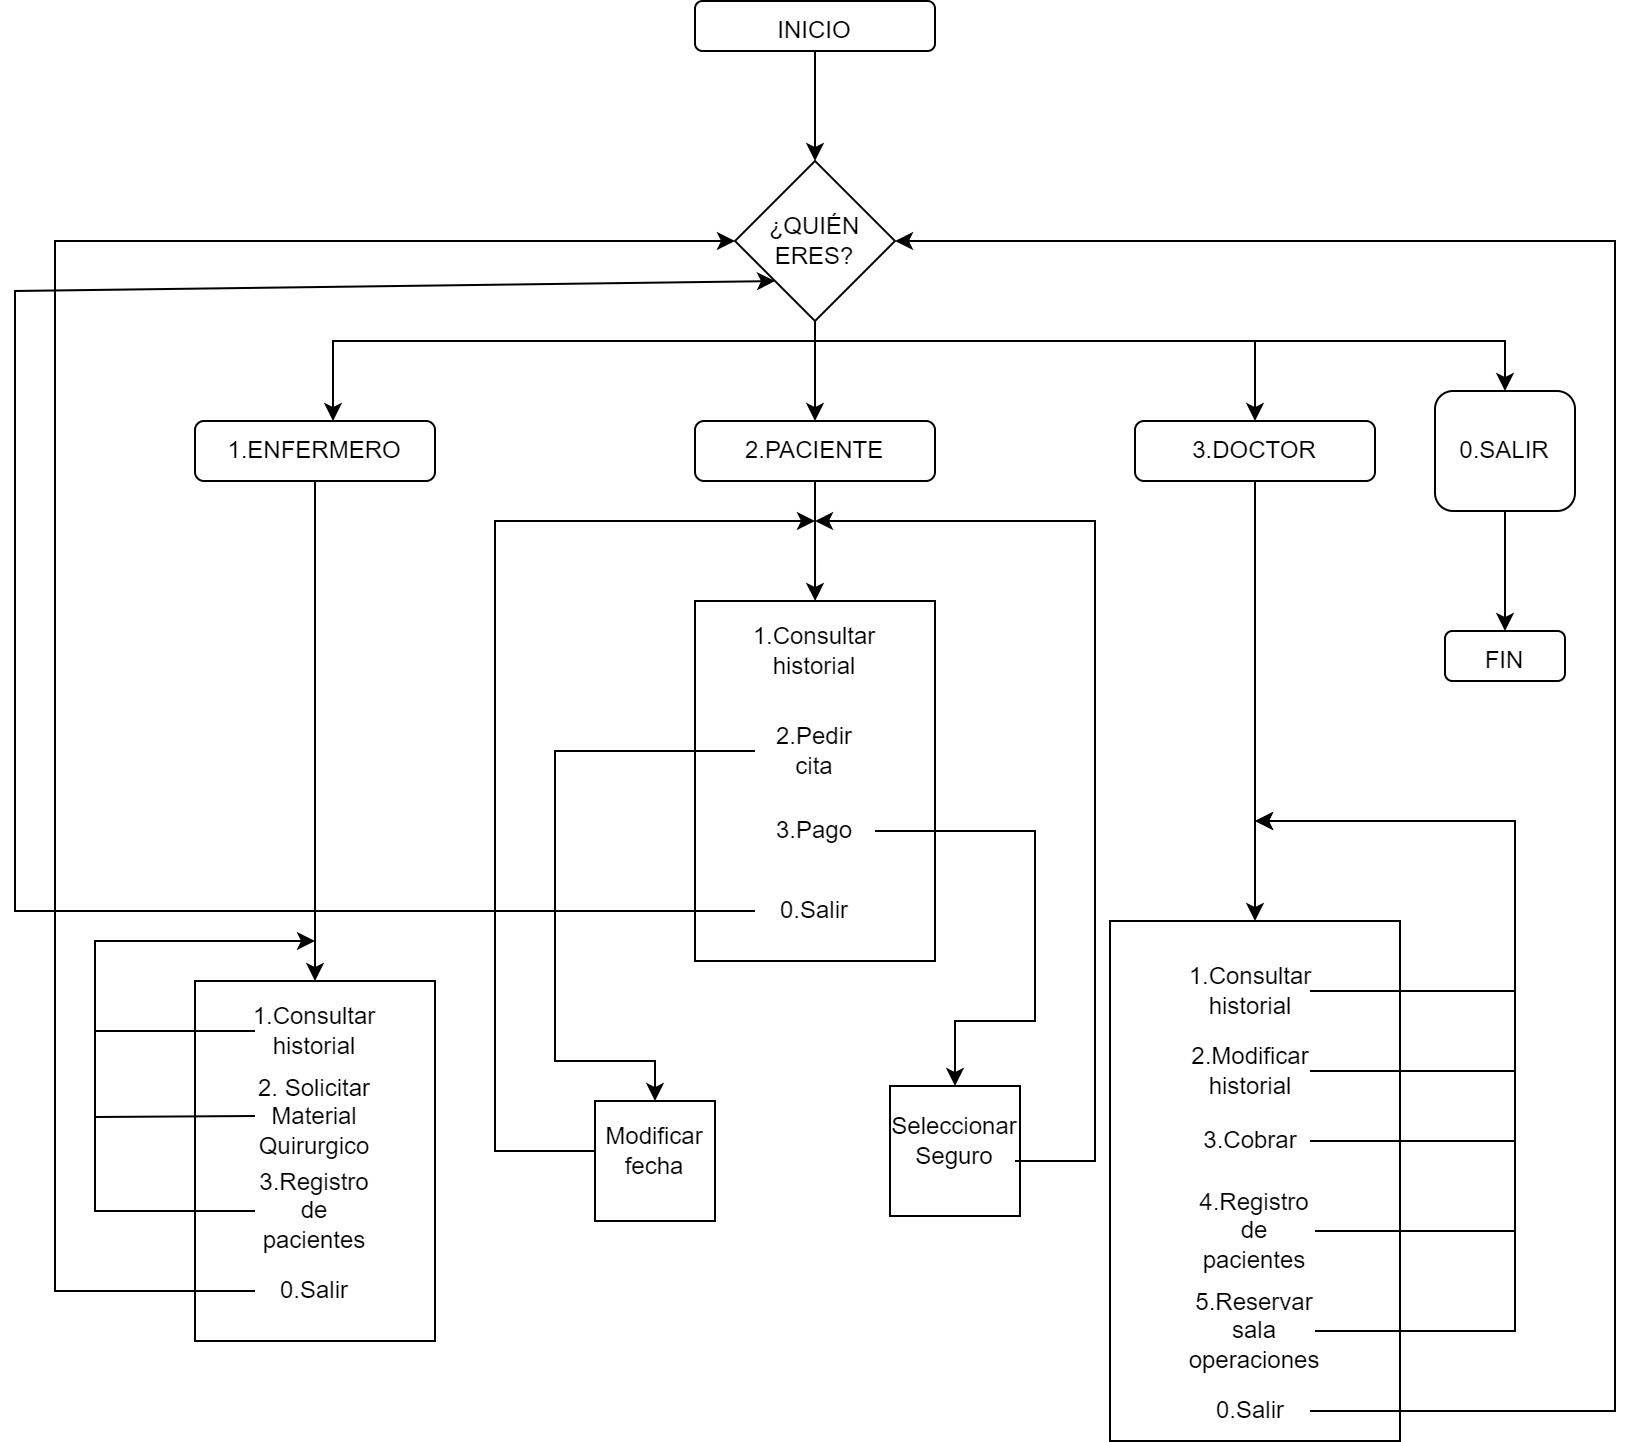 INICIO
¿QUIÉN
ERES?
1.ENFERMERO
2.PACIENTE
3.DOCTOR
0.SALIR
FIN
1.Consultar
historial
2.Pedir
cita
3.Pago
0.Salir
1.Consultar
historial
2. Solicitar
Material
Quirurgico
3.Registro
de
pacientes
0.Salir
Modificar
fecha
Seleccionar
Seguro
1.Consultar
historial
2.Modificar
historial
3.Cobrar
4.Registro
de
pacientes
5.Reservar
sala
operaciones
0.Salir